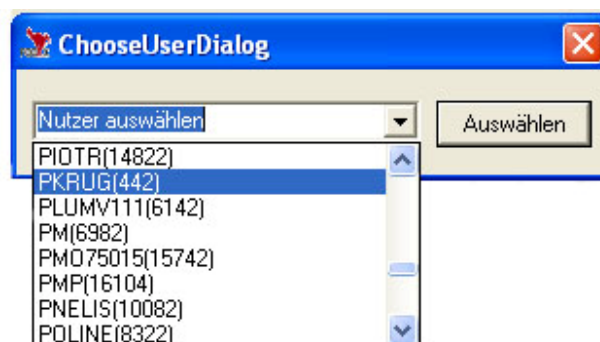 ChooseUserDialog
Nutzer auswählen
Auswählen
PIOTR(14822)
PKRUG(442)
PLUMV111(6142)
PM(6982)
PMO75015(15742)
PMP(16104)
PNELIS(10082)
POLINE(8322)